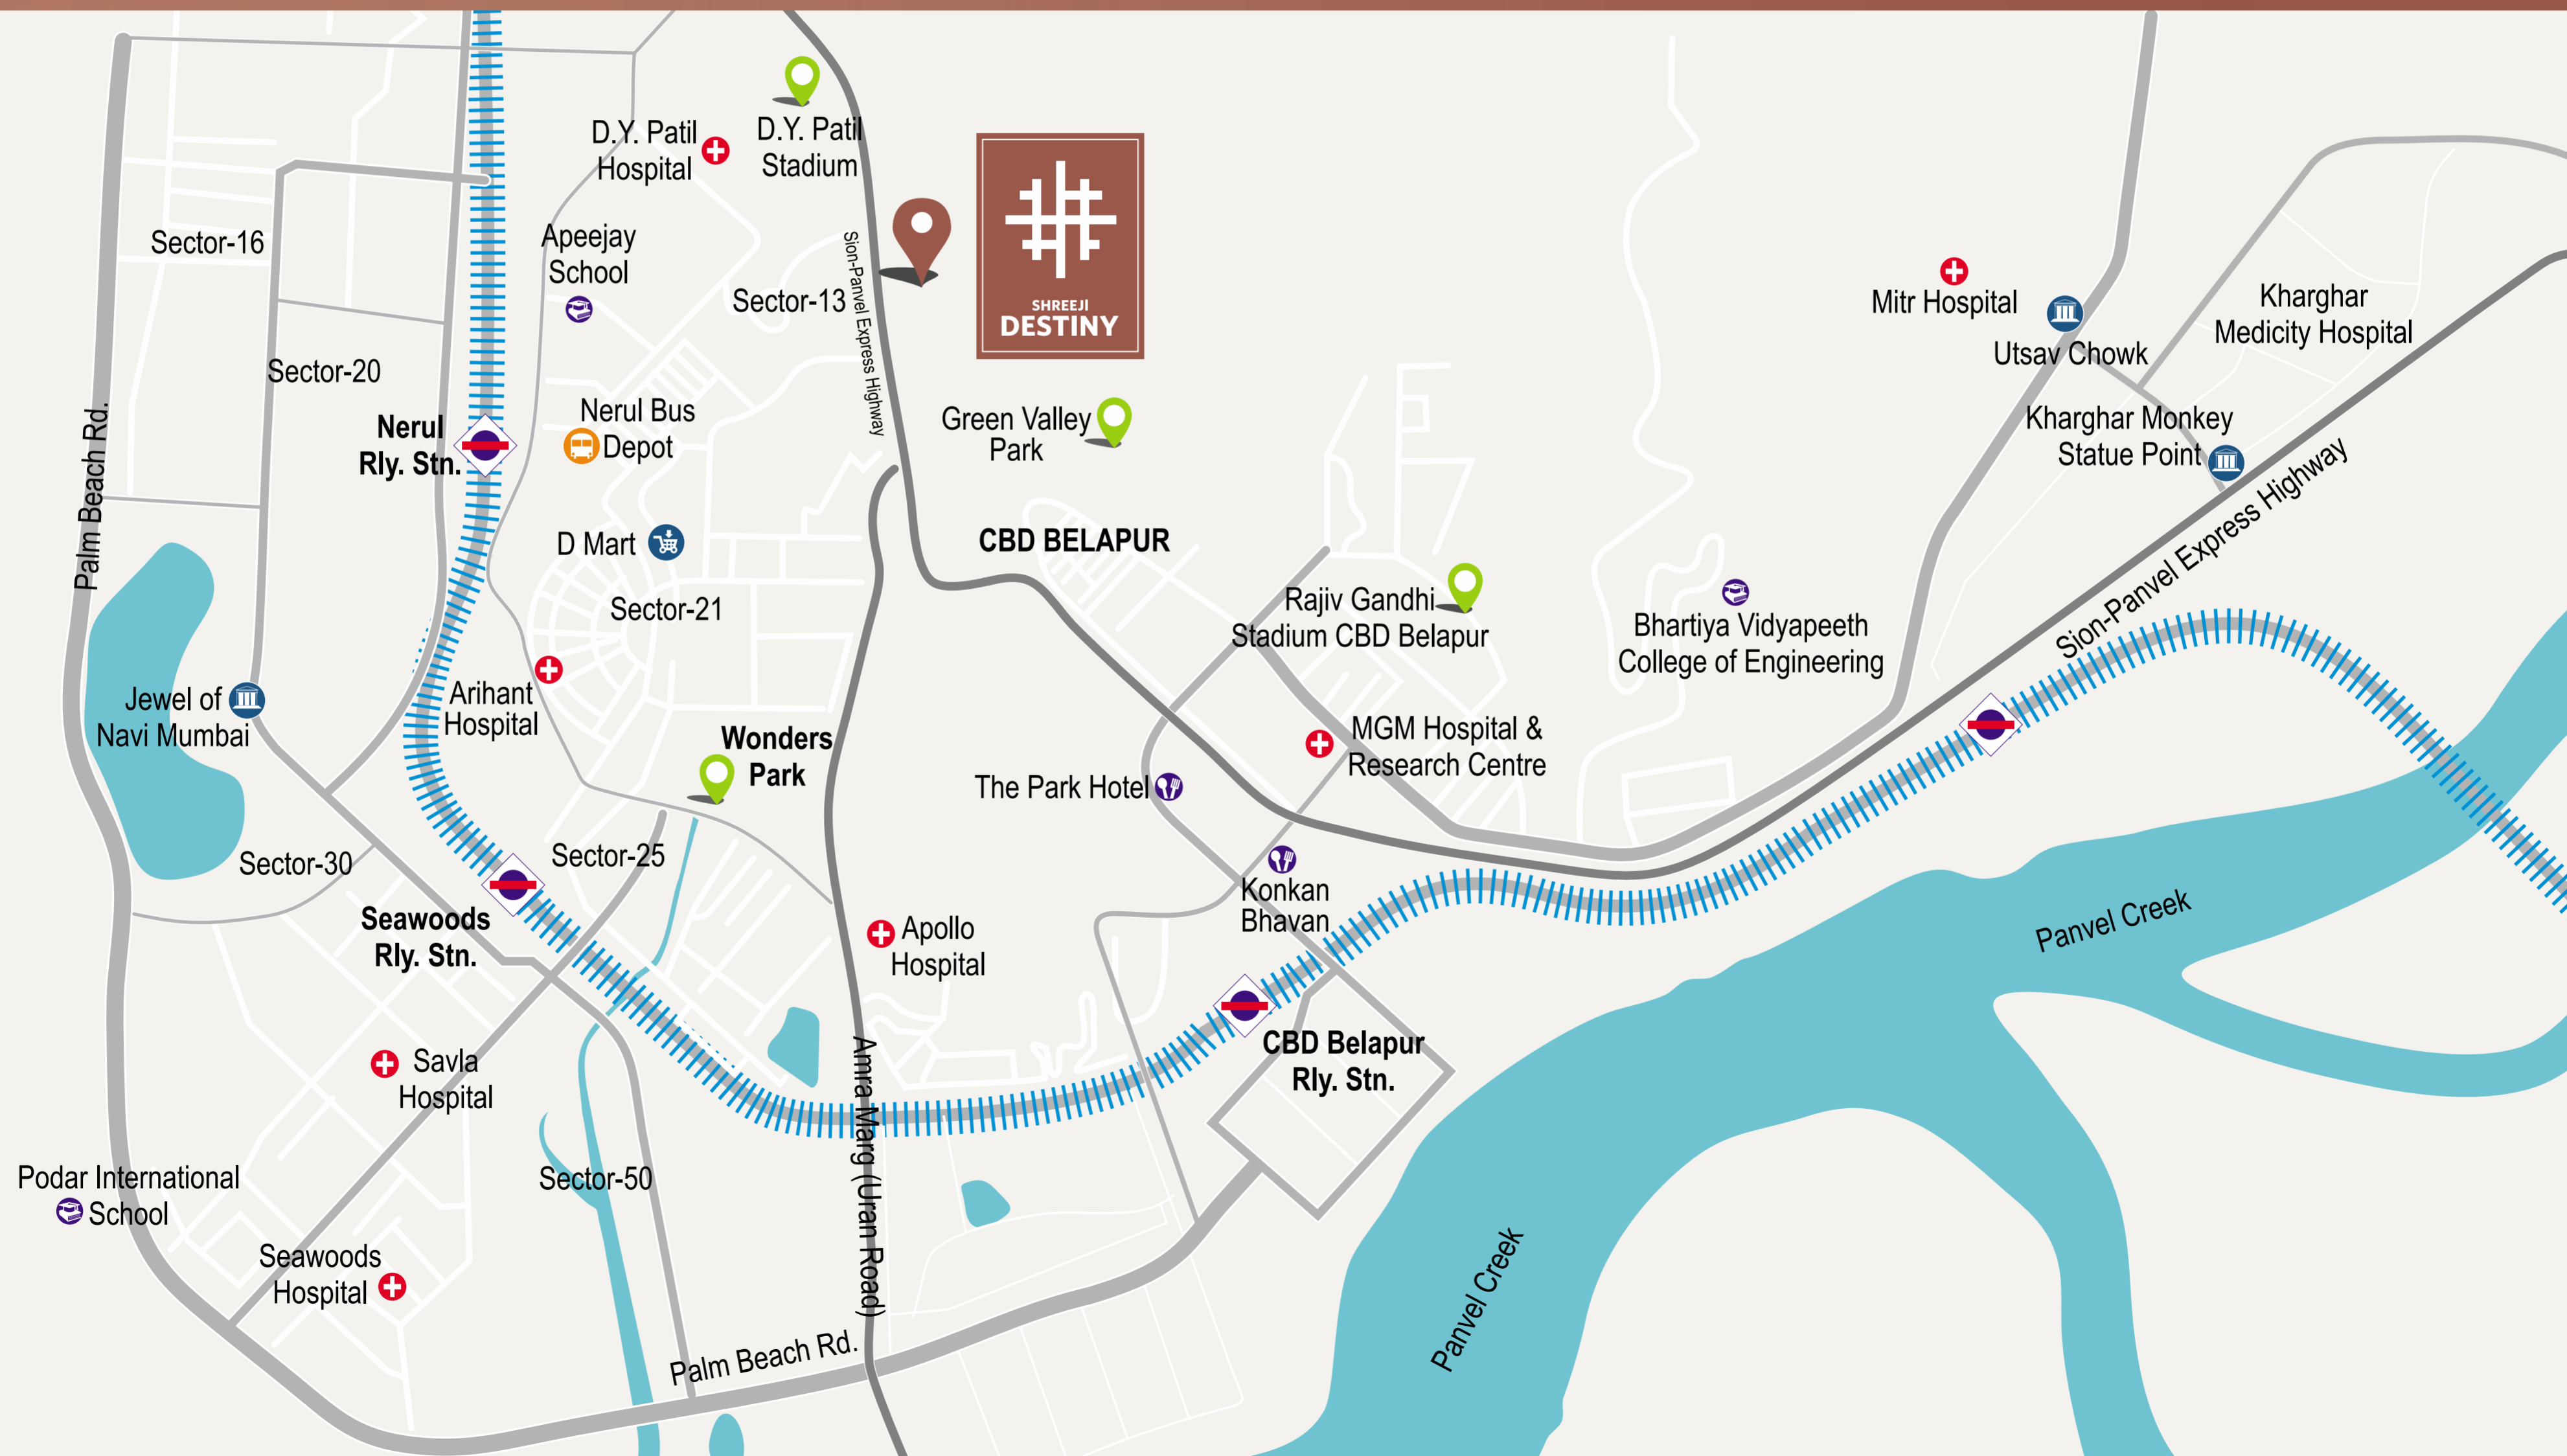 D.Y. Patil
Hospital
D.Y. Patil
Stadium
SHREEJI
DESTINY
Sector-16
Apeejay
School
Sector-13
Sion-Panvel Express Highway
Mitr Hospital
Utsav Chowk
Kharghar
Medicity Hospital
Sector-20
Nerul
Rly. Stn.
Nerul Bus
Depot
Green Valley
Park
Kharghar Monkey
Statue Point
Palm Beach Rd.
D Mart
CBD BELAPUR
Sion-Panvel Express Highway
Sector-21
Rajiv Gandhi
Stadium CBD Belapur
Bhartiya Vidyapeeth
College of Engineering
Jewel of
Navi Mumbai
Arihant
Hospital
Wonders
Park
MGM Hospital &
Research Centre
The Park Hotel
Sector-30
Sector-25
Konkan
Bhavan
Seawoods
Rly. Stn.
Apollo
Hospital
Panvel Creek
CBD Belapur
Rly. Stn.
Savla
Hospital
Amra Marg (Uran Road)
Podar International
School
Sector-50
Seawoods
Hospital
Palm Beach Rd.
Panvel Creek